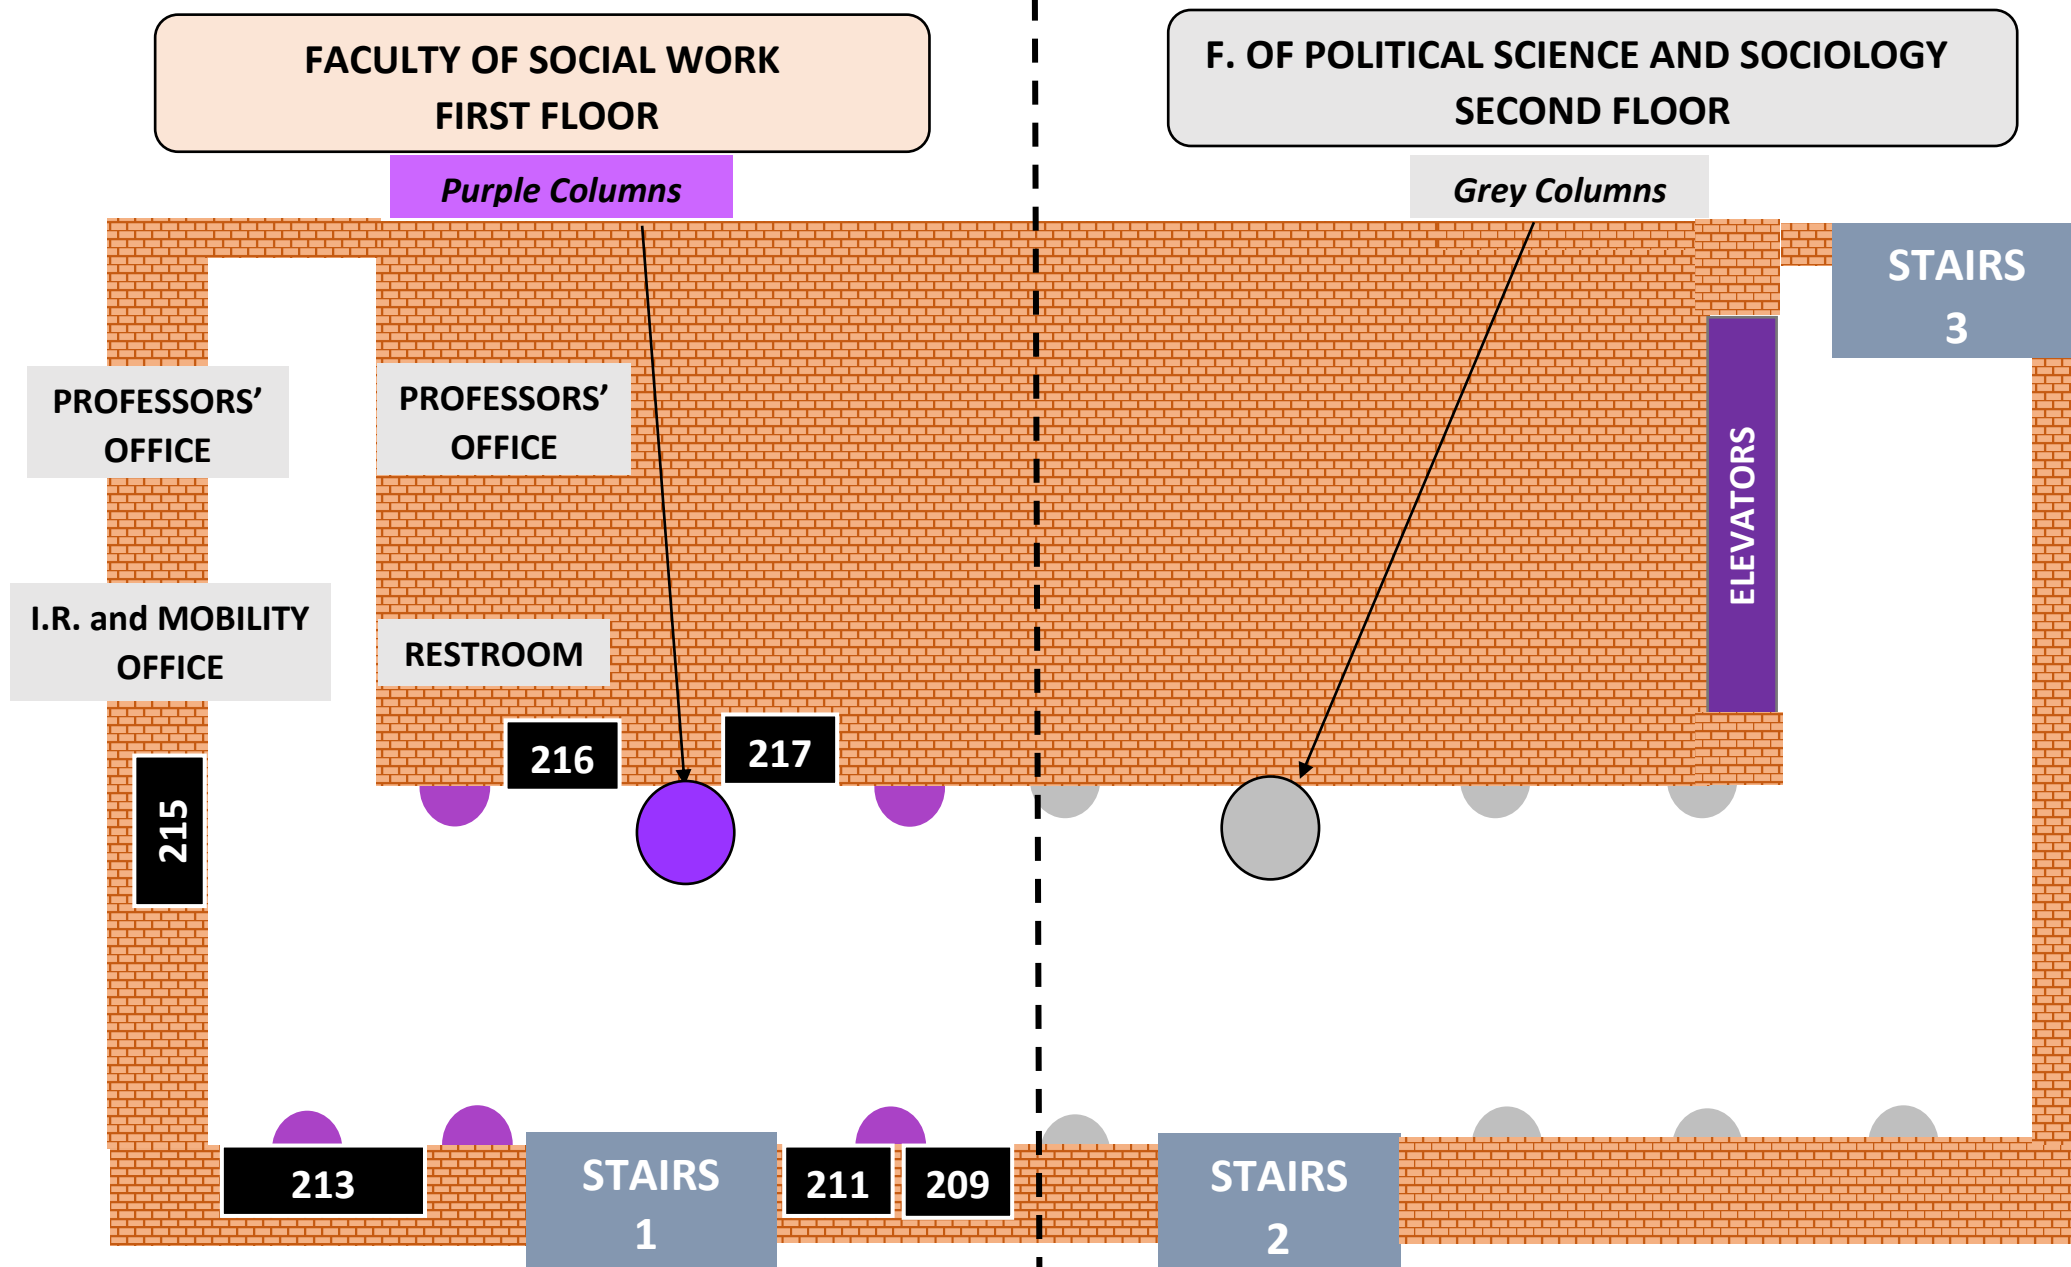 FACULTY OF SOCIAL WORK
FIRST FLOOR
F. OF POLITICAL SCIENCE AND SOCIOLOGY
SECOND FLOOR
Purple Columns
Grey Columns
STAIRS
3
PROFESSORS’
OFFICE
PROFESSORS’
OFFICE
ELEVATORS
I.R. and MOBILITY
OFFICE
RESTROOM
216
217
215
213
STAIRS
1
211
209
STAIRS
2